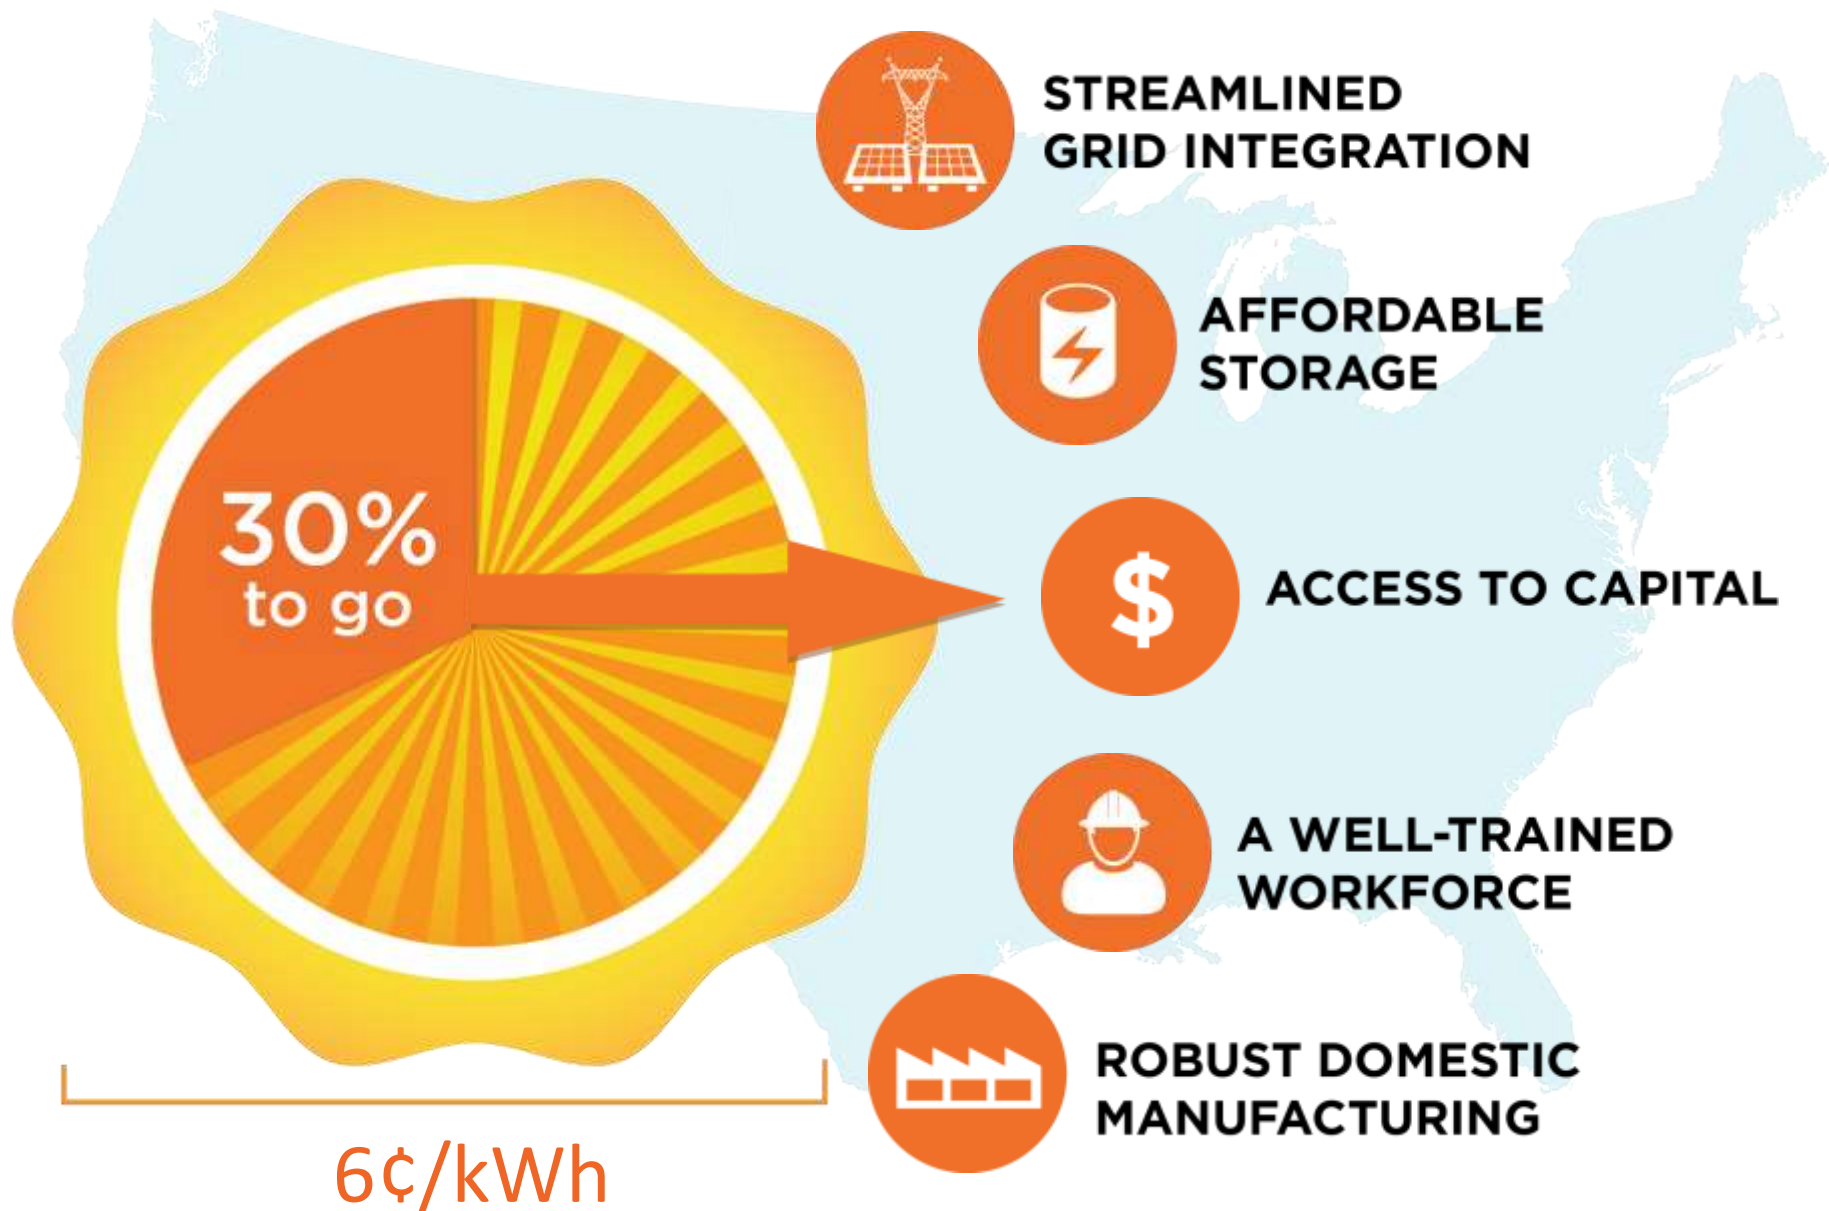 STREAMLINED
GRID INTEGRATION
AFFORDABLE
STORAGE
30%
to go
$
ACCESS TO CAPITAL
A WELL-TRAINED
WORKFORCE
ROBUST DOMESTIC
MANUFACTURING
6¢/kWh